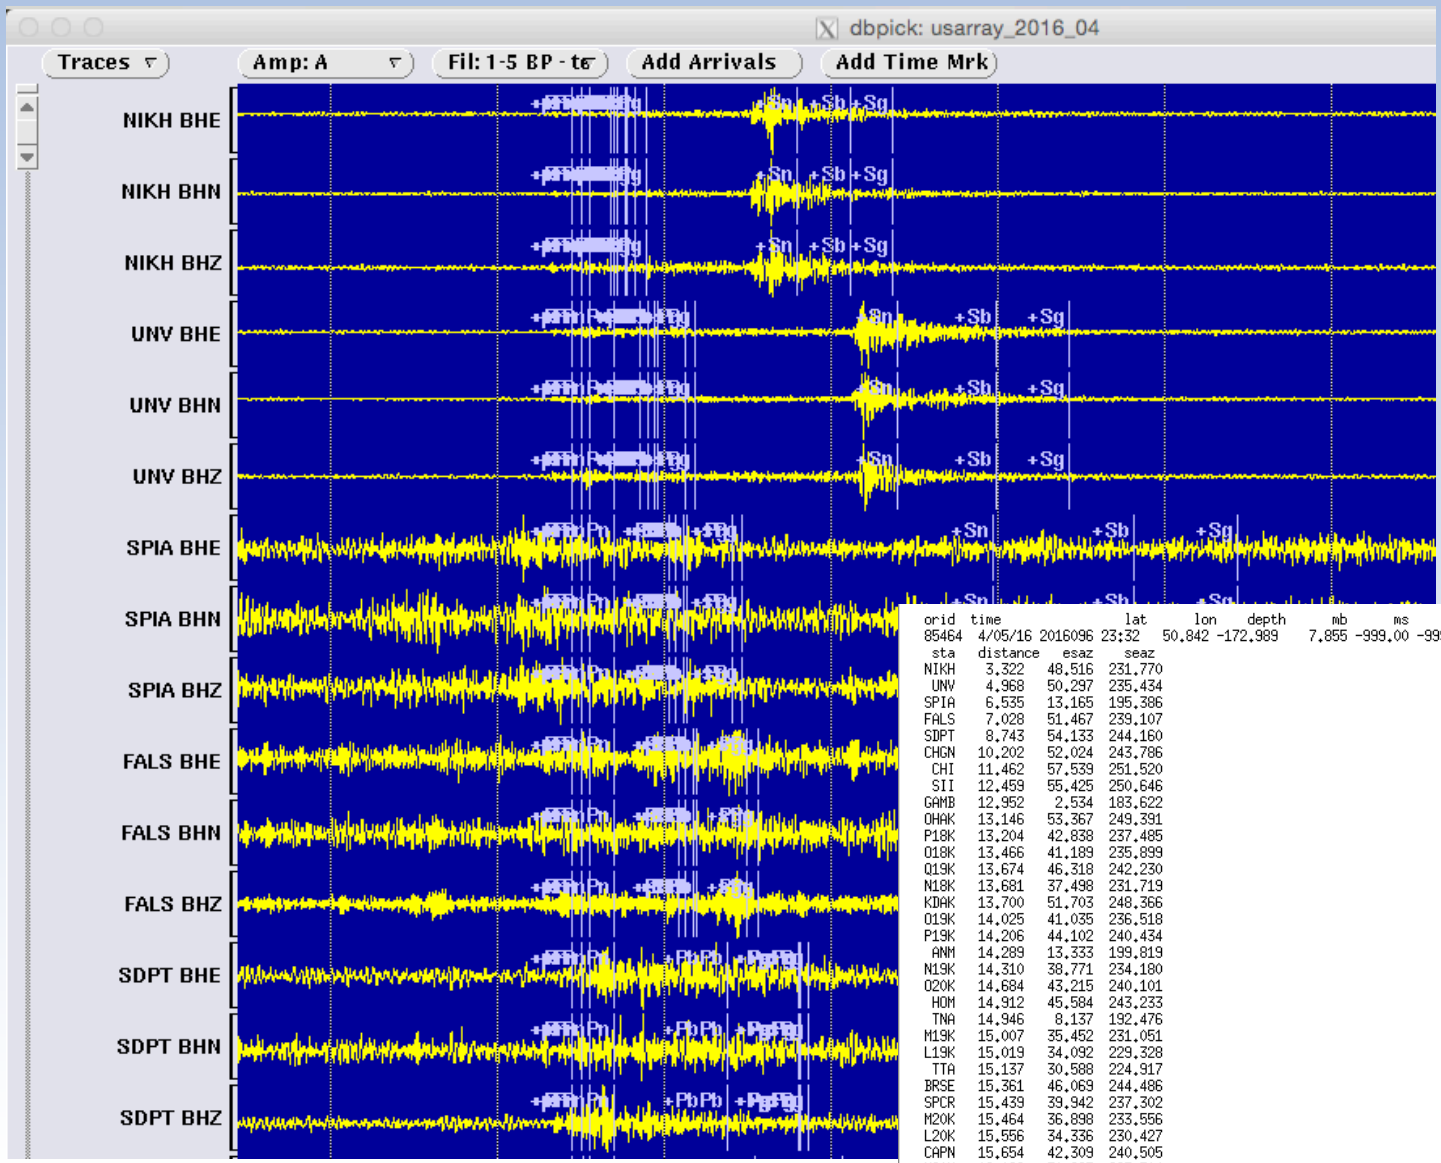 dbpick: usarray_2016_04
Traces Amp: A Fil: 1-5 BP - te Add Arrivals Add Time Mrk
NIKH BHE +Sn +Sb +Sg
NIKH BHN +Sn +Sb +Sg
NIKH BHZ +Sn +Sb +Sg
UNV BHE +Sn +Sb +Sg
UNV BHN +Sn +Sb +Sg
UNV BHZ +Sn +Sb +Sg
SPIA BHE Pn +Sn +Sb +Sg
SPIA BHN Pn +Sn +Sb +Sg
SPIA BHZ Pn
FALS BHE Pn
FALS BHN Pn
FALS BHZ Pn
SDPT BHE Pn +PbPb
SDPT BHN Pn +PbPb
SDPT BHZ Pn +PbPb
orid time lat lon depth mb ms
85464 4/05/16 2016096 23:32 50.842 -172.989 7.855 -999.00 -99
sta distance esaz seaz
NIKH 3.322 48.516 231.770
UNV 4.968 50.297 235.434
SPIA 6.535 13.165 195.386
FALS 7.028 51.467 239.107
SDPT 8.743 54.133 244.160
CHGN 10.202 52.024 243.786
CHI 11.462 57.539 251.520
SII 12.459 55.425 250.646
GAMB 12.952 2.534 183.622
OHAK 13.146 53.367 249.391
P18K 13.204 42.838 237.485
O18K 13.466 41.189 235.899
Q19K 13.674 46.318 242.230
N18K 13.681 37.498 231.719
KDAK 13.700 51.703 248.366
O19K 14.025 41.035 236.518
P19K 14.206 44.102 240.434
ANM 14.289 13.333 199.819
N19K 14.310 38.771 234.180
O20K 14.684 43.215 240.101
HOM 14.912 45.584 243.233
TNA 14.946 8.137 192.476
M19K 15.007 35.452 231.051
L19K 15.019 34.092 229.328
TTA 15.137 30.588 224.917
BRSE 15.361 46.069 244.486
SPCR 15.439 39.942 237.302
M20K 15.464 36.898 233.556
L20K 15.556 34.336 230.427
CAPN 15.654 42.309 240.505